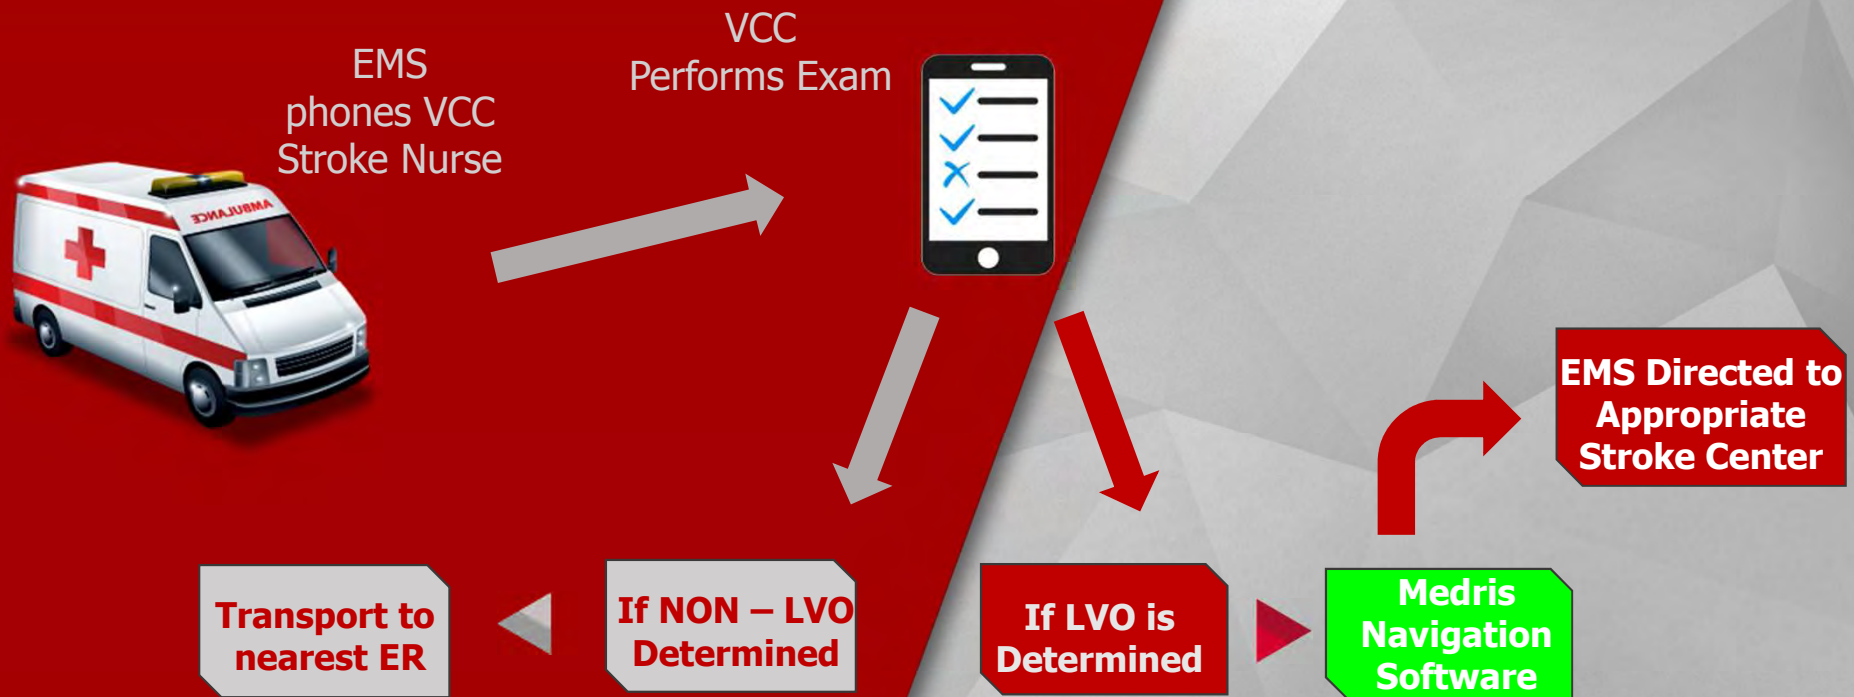 EMS
phones VCC
Stroke Nurse
VCC
Performs Exam
AMBULANCE
EMS Directed to
Appropriate
Stroke Center
Transport to
nearest ER
If NON – LVO
Determined
If LVO is
Determined
Medris
Navigation
Software